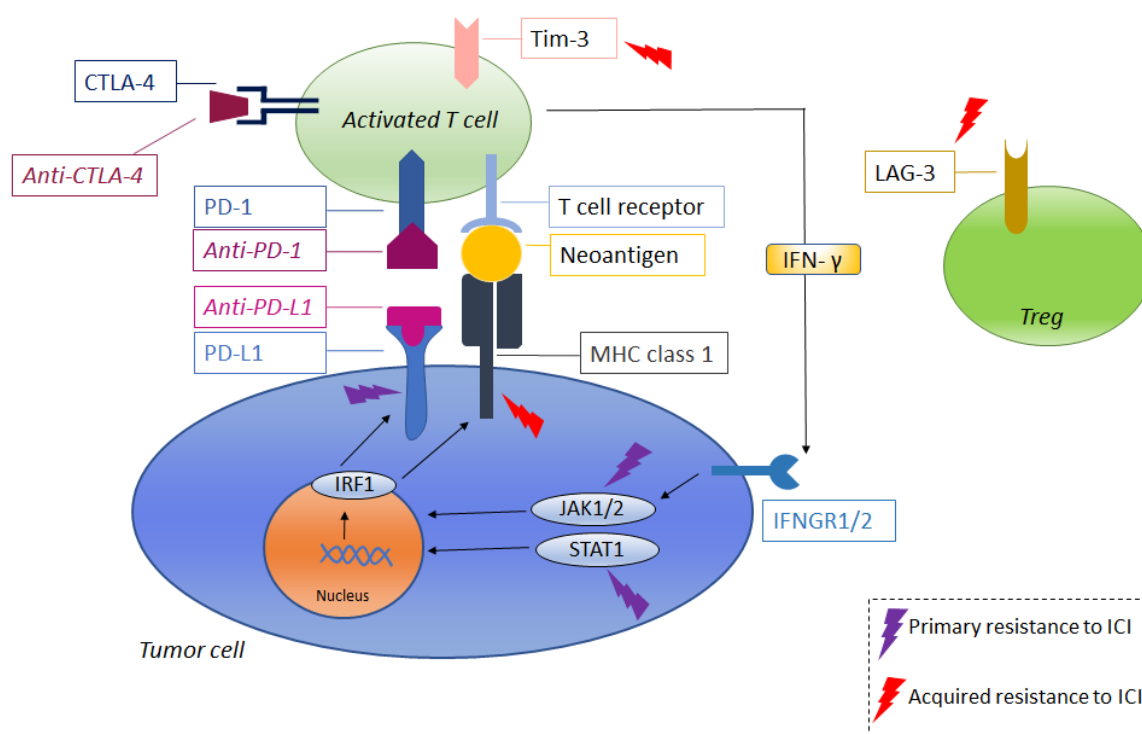 Tim-3
CTLA-4
Activated T cell
Anti-CTLA-4
LAG-3
PD-1
T cell receptor
Anti-PD-1
Neoantigen
IFN- γ
Anti-PD-L1
Treg
PD-L1
MHC class 1
IRF1
JAK1/2
IFNGR1/2
STAT1
Nucleus
Tumor cell
Primary resistance to ICI
Acquired resistance to ICI